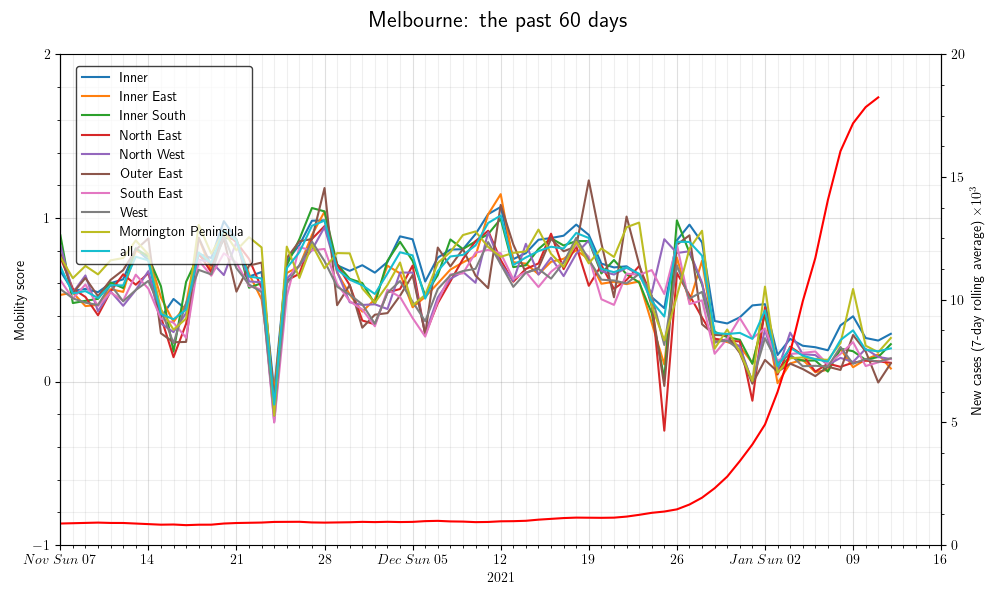 Melbourne: the past 60 days
2
1
0
−1
Mobility score
Inner
Inner East
Inner South
North East
North West
Outer East
South East
West
Mornington Peninsula
all
20
15
10
5
0
New cases (7-day rolling average) ×10³
Nov Sun 07 14 21 28 Dec Sun 05 12 19 26 Jan Sun 02 09 16
2021